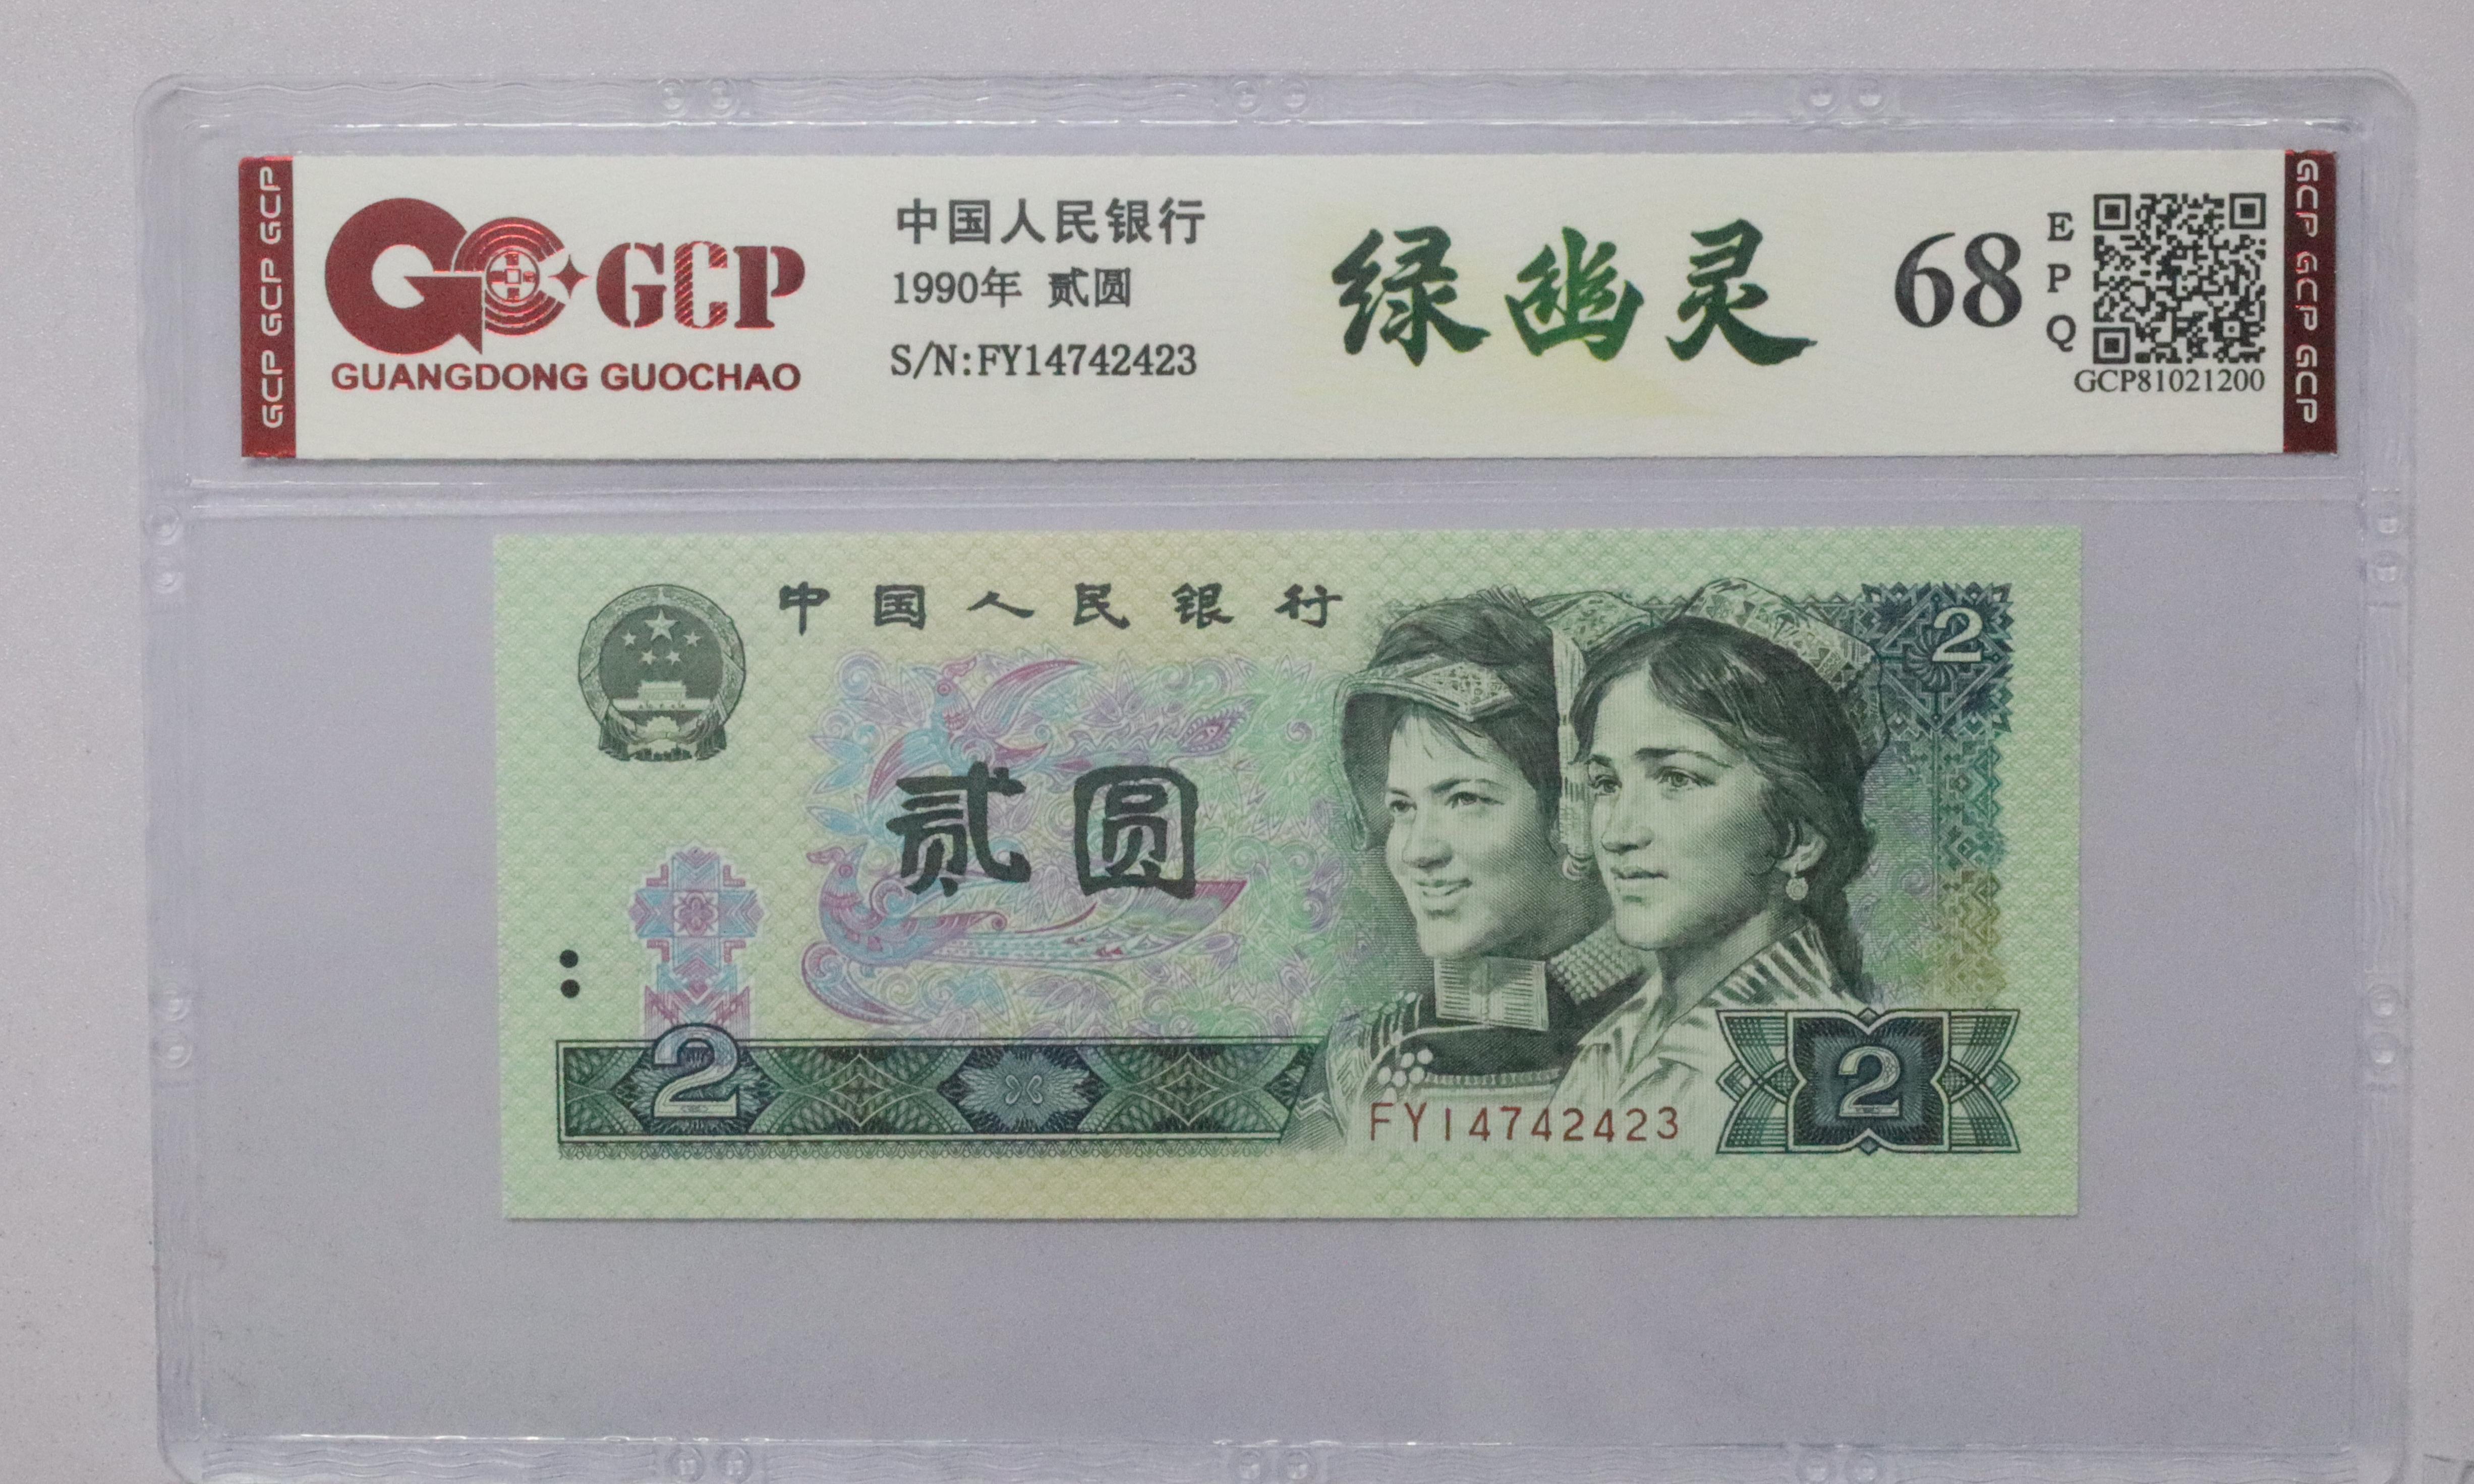 GCP GCP GCP
GCP
GUANGDONG GUOCHAO
中国人民银行
1990年 贰圆
S/N:FY14742423
绿幽灵
68
EPQ
GCP81021200
GCP GCP GCP
中国人民银行
2
贰圆
2
FY14742423
2